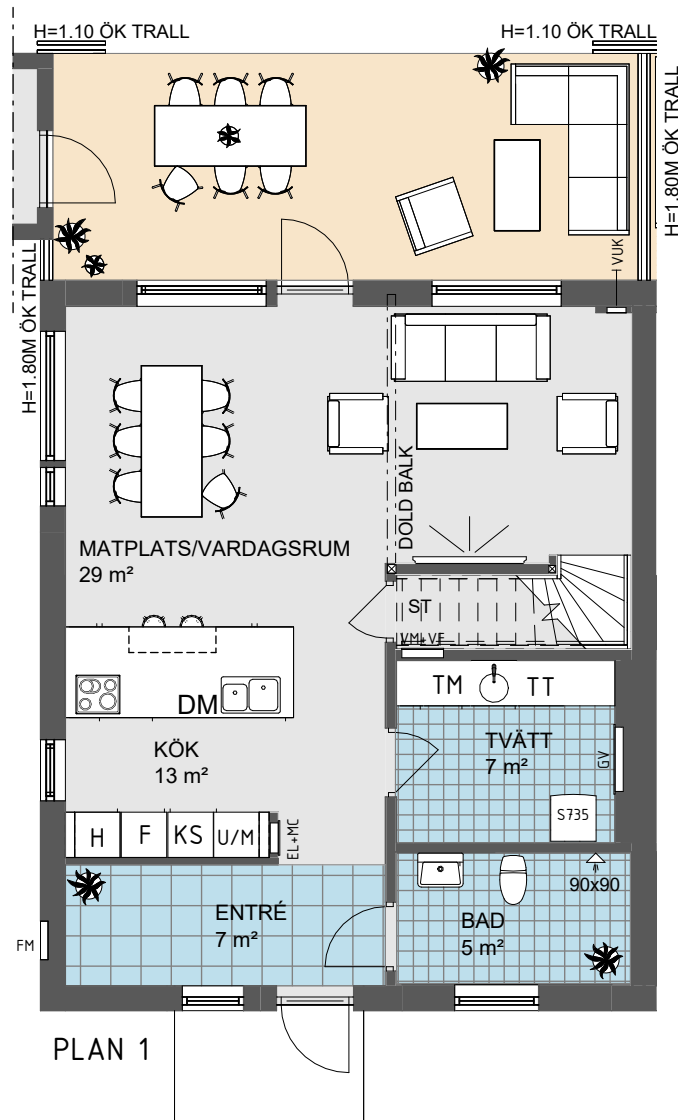 H=1.10 ÖK TRALL
H=1.10 ÖK TRALL
H=1.80M ÖK TRALL
VUK
H=1.80M ÖK TRALL
DOLD BALK
MATPLATS/VARDAGSRUM
29 m²
ST
VM+VF
DM
TM
TT
KÖK
13 m²
TVÄTT
7 m²
GV
S735
H
F
KS
U/M
EL+MC
90x90
ENTRÉ
7 m²
BAD
5 m²
FM
PLAN 1